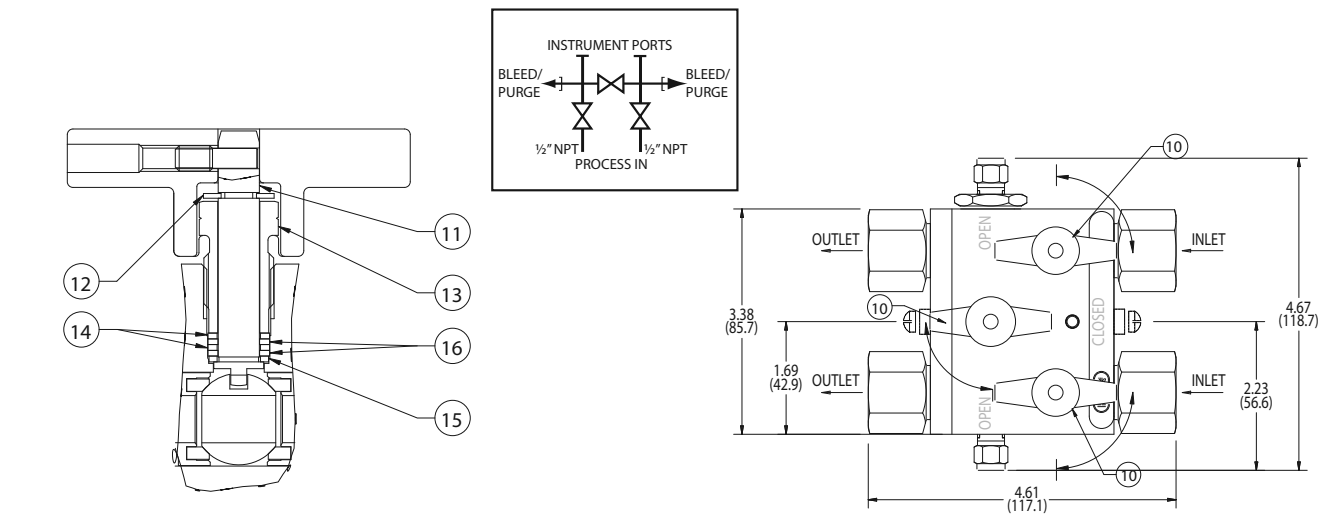 INSTRUMENT PORTS
BLEED/
PURGE
BLEED/
PURGE
½" NPT
½" NPT
PROCESS IN
11
12
13
14
16
15
10
OPEN
OUTLET
INLET
10
CLOSED
3.38
(85.7)
4.67
(118.7)
1.69
(42.9)
OUTLET
INLET
2.23
(56.6)
OPEN
10
4.61
(117.1)